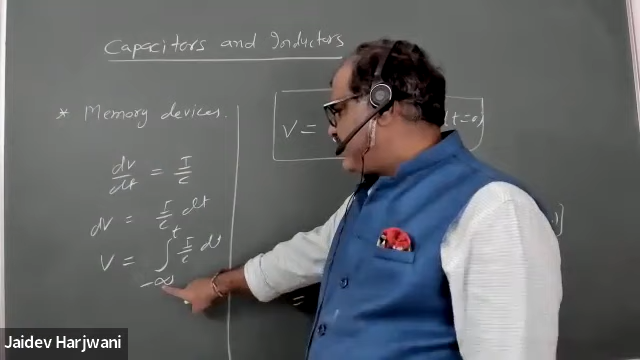 Capacitors and Inductors
* Memory devices.
dv/dt = I/C
dv = I/C dt
V = ∫_{-∞}^{t} I/C dt
V =
(t=0)
=
Jaidev Harjwani